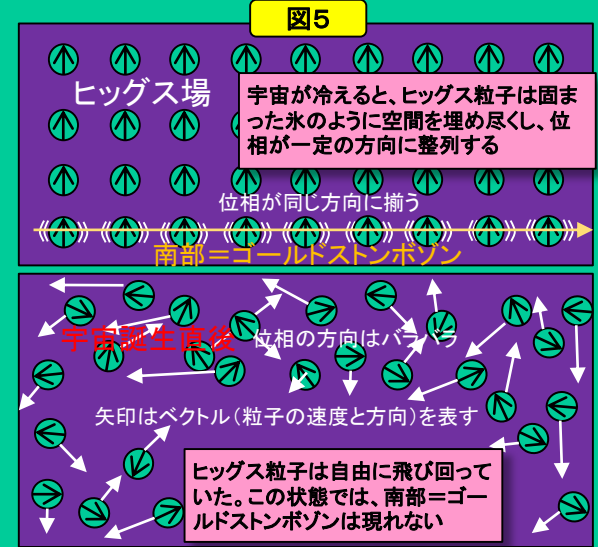 図5
ヒッグス場
宇宙が冷えると、ヒッグス粒子は固ま
った氷のように空間を埋め尽くし、位
相が一定の方向に整列する
位相が同じ方向に揃う
南部＝ゴールドストンボゾン
宇宙誕生直後
位相の方向はバラバラ
矢印はベクトル（粒子の速度と方向）を表す
ヒッグス粒子は自由に飛び回って
いた。この状態では、南部＝ゴー
ルドストンボゾンは現れない